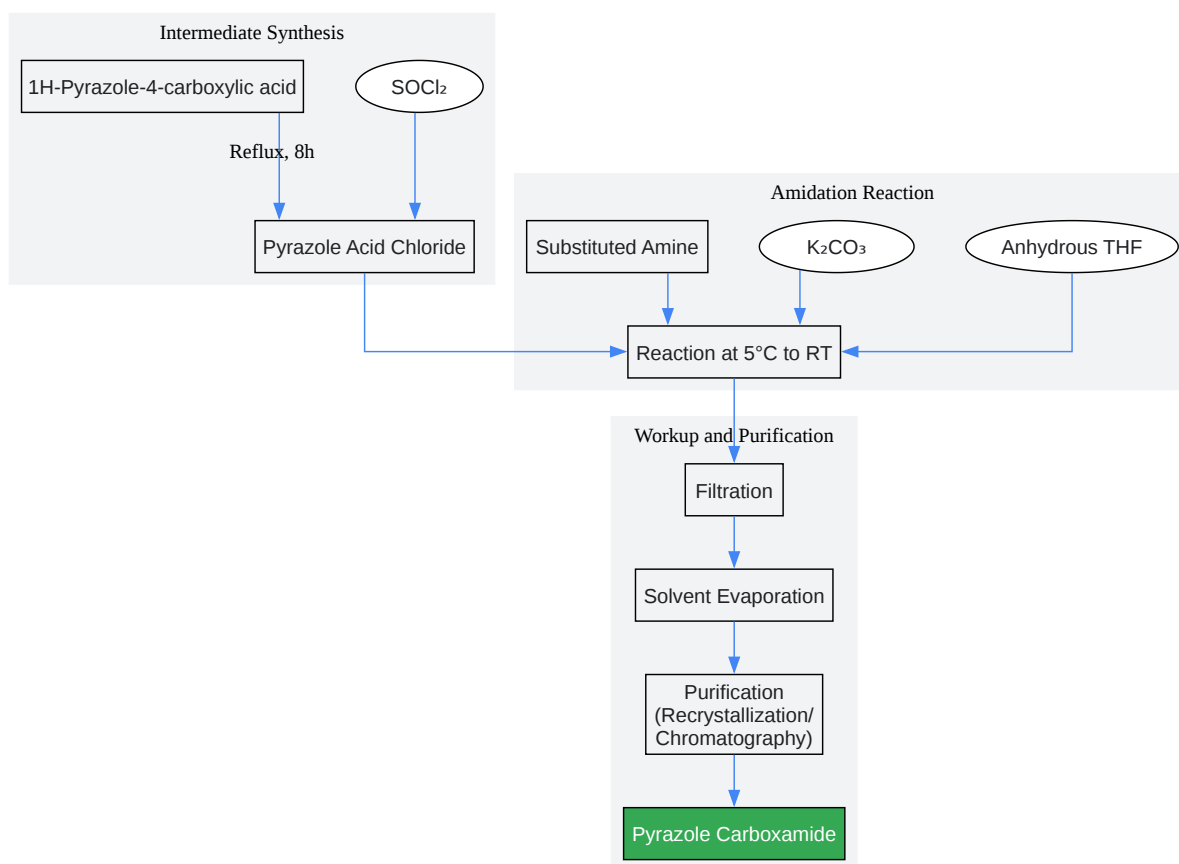 Intermediate Synthesis
1H-Pyrazole-4-carboxylic acid
SOCl₂
Reflux, 8h
Pyrazole Acid Chloride
Amidation Reaction
Substituted Amine
K₂CO₃
Anhydrous THF
Reaction at 5°C to RT
Workup and Purification
Filtration
Solvent Evaporation
Purification
(Recrystallization/
Chromatography)
Pyrazole Carboxamide